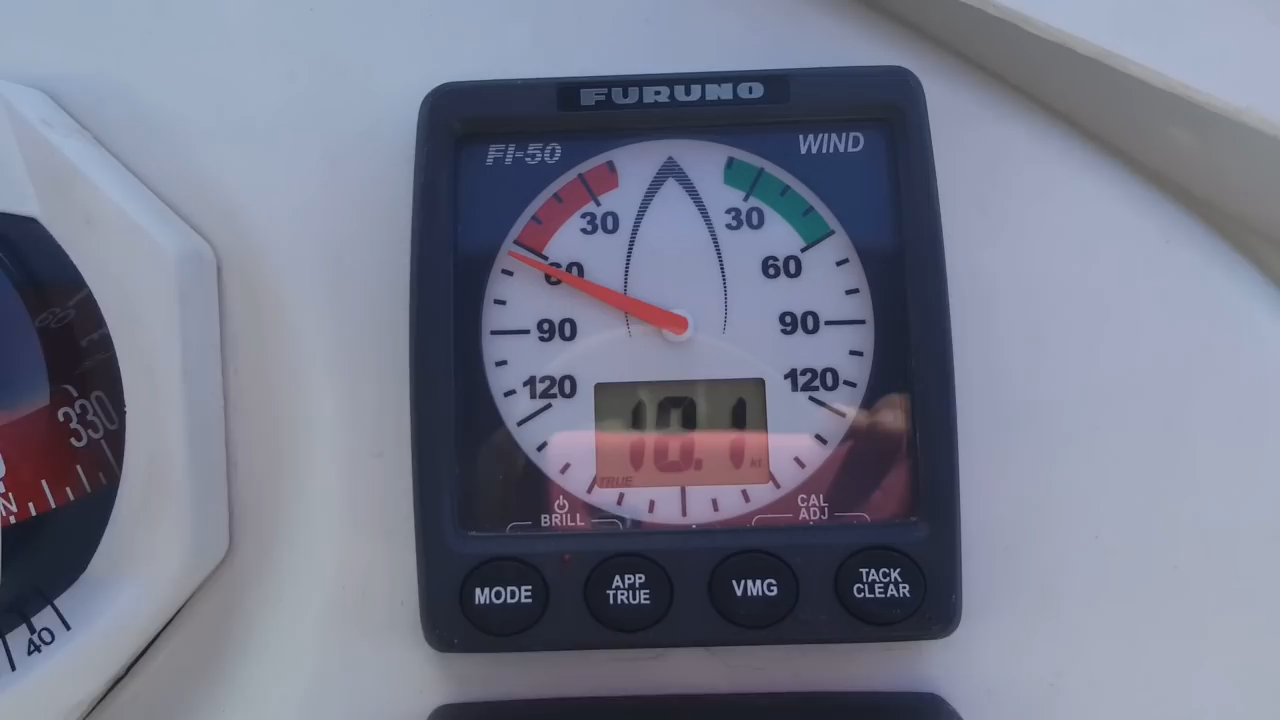 FURUNO
FI-50
WIND
30
30
60
60
90
90
120
120
10.1
kt
TRUE
BRILL
CAL
ADJ
MODE
APP
TRUE
VMG
TACK
CLEAR
330
N
40